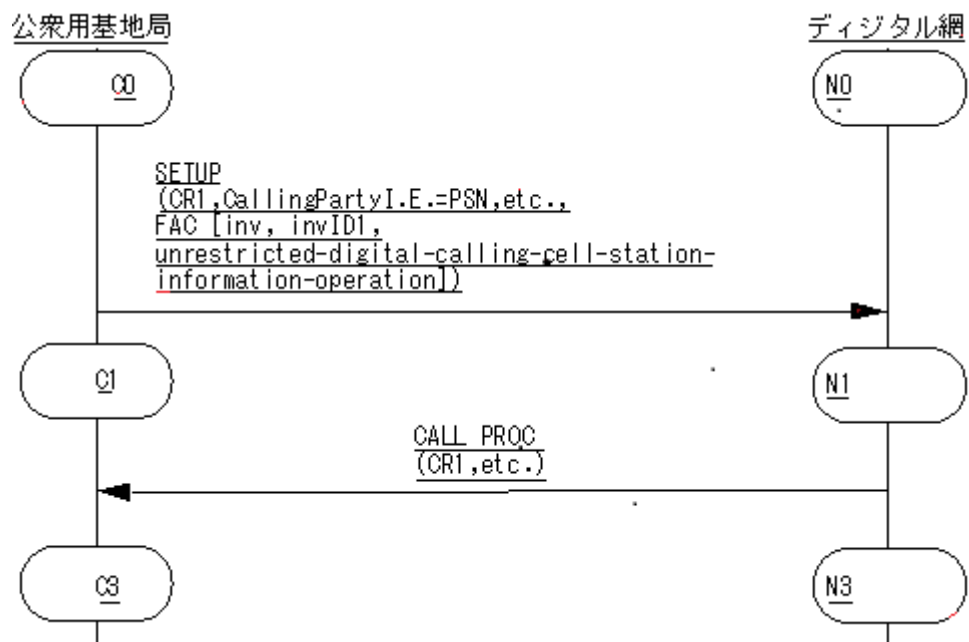 公衆用基地局
ディジタル網
C0
N0
SETUP
(CR1,CallingPartyI.E.=PSN,etc.,
FAC [inv, invID1,
unrestricted-digital-calling-cell-station-
information-operation])
C1
N1
CALL PROC
(CR1,etc.)
C3
N3